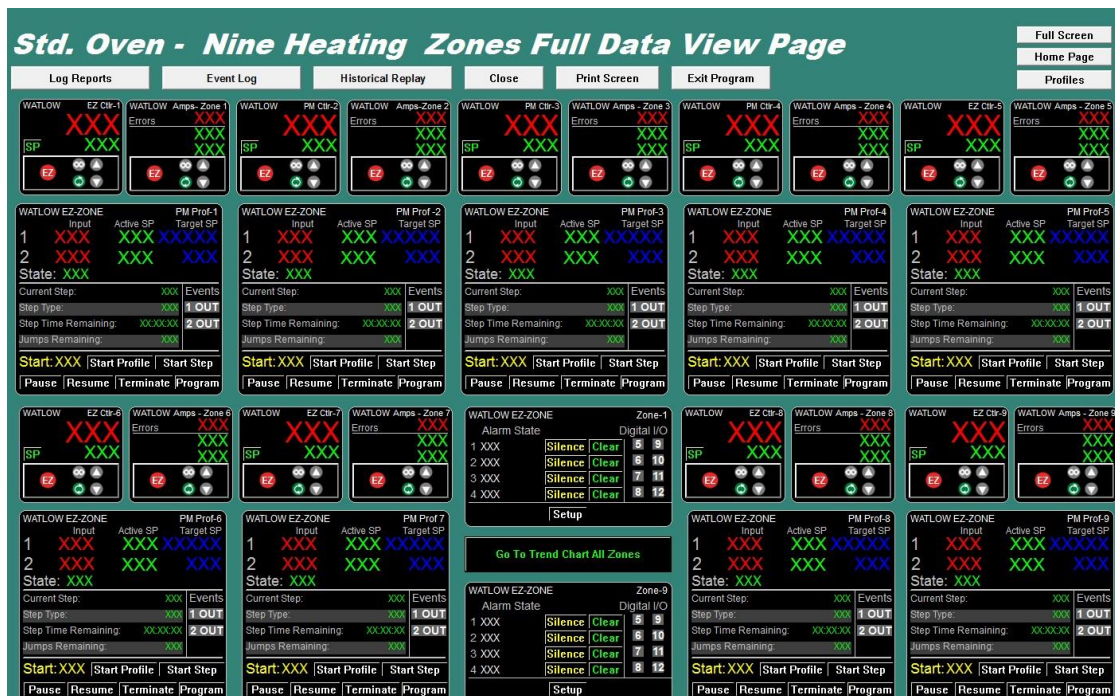 Std. Oven - Nine Heating Zones Full Data View Page
Full Screen
Home Page
Profiles
Log Reports Event Log Historical Replay Close Print Screen Exit Program
WATLOW EZ Ctlr-1
XXX
SP XXX
EZ
WATLOW Amps- Zone 1
Errors XXX
XXX
XXX
EZ
WATLOW PM Ctlr-2
XXX
SP XXX
EZ
WATLOW Amps-Zone 2
Errors XXX
XXX
XXX
EZ
WATLOW PM Ctlr-3
XXX
SP XXX
EZ
WATLOW Amps - Zone 3
Errors XXX
XXX
XXX
EZ
WATLOW PM Ctlr-4
XXX
SP XXX
EZ
WATLOW Amps - Zone 4
Errors XXX
XXX
XXX
EZ
WATLOW EZ Ctlr-5
XXX
SP XXX
EZ
WATLOW Amps - Zone 5
Errors XXX
XXX
XXX
EZ
WATLOW EZ-ZONE PM Prof-1
Input Active SP Target SP
1 XXX XXX XXXXX
2 XXX XXX XXX
State: XXX
Current Step: XXX Events
Step Type: XXX 1 OUT
Step Time Remaining: XX:XX:XX 2 OUT
Jumps Remaining: XXX
Start: XXX Start Profile Start Step
Pause Resume Terminate Program
WATLOW EZ-ZONE PM Prof -2
Input Active SP Target SP
1 XXX XXX XXXXX
2 XXX XXX XXX
State: XXX
Current Step: XXX Events
Step Type: XXX 1 OUT
Step Time Remaining: XX:XX:XX 2 OUT
Jumps Remaining: XXX
Start: XXX Start Profile Start Step
Pause Resume Terminate Program
WATLOW EZ-ZONE PM Prof-3
Input Active SP Target SP
1 XXX XXX XXXXX
2 XXX XXX XXX
State: XXX
Current Step: XXX Events
Step Type: XXX 1 OUT
Step Time Remaining: XX:XX:XX 2 OUT
Jumps Remaining: XXX
Start: XXX Start Profile Start Step
Pause Resume Terminate Program
WATLOW EZ-ZONE PM Prof-4
Input Active SP Target SP
1 XXX XXX XXXXX
2 XXX XXX XXX
State: XXX
Current Step: XXX Events
Step Type: XXX 1 OUT
Step Time Remaining: XX:XX:XX 2 OUT
Jumps Remaining: XXX
Start: XXX Start Profile Start Step
Pause Resume Terminate Program
WATLOW EZ-ZONE PM Prof-5
Input Active SP Target SP
1 XXX XXX XXXXX
2 XXX XXX XXX
State: XXX
Current Step: XXX Events
Step Type: XXX 1 OUT
Step Time Remaining: XX:XX:XX 2 OUT
Jumps Remaining: XXX
Start: XXX Start Profile Start Step
Pause Resume Terminate Program
WATLOW EZ Ctlr-6
XXX
SP XXX
EZ
WATLOW Amps - Zone 6
Errors XXX
XXX
XXX
EZ
WATLOW EZ Ctlr-7
XXX
SP XXX
EZ
WATLOW Amps - Zone 7
Errors XXX
XXX
XXX
EZ
WATLOW EZ-ZONE Zone-1
Alarm State Digital I/O
1 XXX Silence Clear 5 9
2 XXX Silence Clear 6 10
3 XXX Silence Clear 7 11
4 XXX Silence Clear 8 12
Setup
WATLOW EZ Ctlr-8
XXX
SP XXX
EZ
WATLOW Amps - Zone 8
Errors XXX
XXX
XXX
EZ
WATLOW EZ Ctlr-9
XXX
SP XXX
EZ
WATLOW Amps - Zone 9
Errors XXX
XXX
XXX
EZ
WATLOW EZ-ZONE PM Prof-6
Input Active SP Target SP
1 XXX XXX XXXXX
2 XXX XXX XXX
State: XXX
Current Step: XXX Events
Step Type: XXX 1 OUT
Step Time Remaining: XX:XX:XX 2 OUT
Jumps Remaining: XXX
Start: XXX Start Profile Start Step
Pause Resume Terminate Program
WATLOW EZ-ZONE PM Prof 7
Input Active SP Target SP
1 XXX XXX XXXXX
2 XXX XXX XXX
State: XXX
Current Step: XXX Events
Step Type: XXX 1 OUT
Step Time Remaining: XX:XX:XX 2 OUT
Jumps Remaining: XXX
Start: XXX Start Profile Start Step
Pause Resume Terminate Program
Go To Trend Chart All Zones
WATLOW EZ-ZONE Zone-9
Alarm State Digital I/O
1 XXX Silence Clear 5 9
2 XXX Silence Clear 6 10
3 XXX Silence Clear 7 11
4 XXX Silence Clear 8 12
Setup
WATLOW EZ-ZONE PM Prof-8
Input Active SP Target SP
1 XXX XXX XXXXX
2 XXX XXX XXX
State: XXX
Current Step: XXX Events
Step Type: XXX 1 OUT
Step Time Remaining: XX:XX:XX 2 OUT
Jumps Remaining: XXX
Start: XXX Start Profile Start Step
Pause Resume Terminate Program
WATLOW EZ-ZONE PM Prof-9
Input Active SP Target SP
1 XXX XXX XXXXX
2 XXX XXX XXX
State: XXX
Current Step: XXX Events
Step Type: XXX 1 OUT
Step Time Remaining: XX:XX:XX 2 OUT
Jumps Remaining: XXX
Start: XXX Start Profile Start Step
Pause Resume Terminate Program